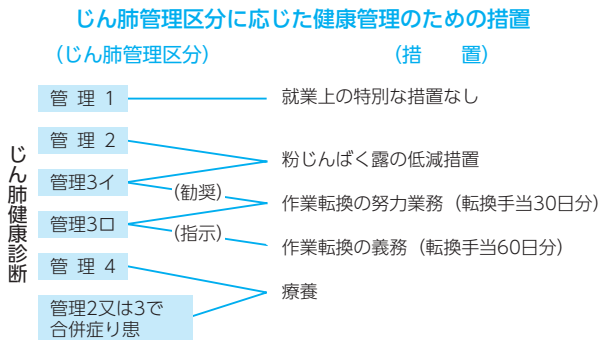 じん肺管理区分に応じた健康管理のための措置
（じん肺管理区分）
（措　　置）
じん肺健康診断
管 理 1
就業上の特別な措置なし
管 理 2
粉じんばく露の低減措置
管理3イ
（勧奨）
作業転換の努力業務（転換手当30日分）
管理3ロ
（指示）
作業転換の義務（転換手当60日分）
管 理 4
療養
管理2又は3で
合併症り患